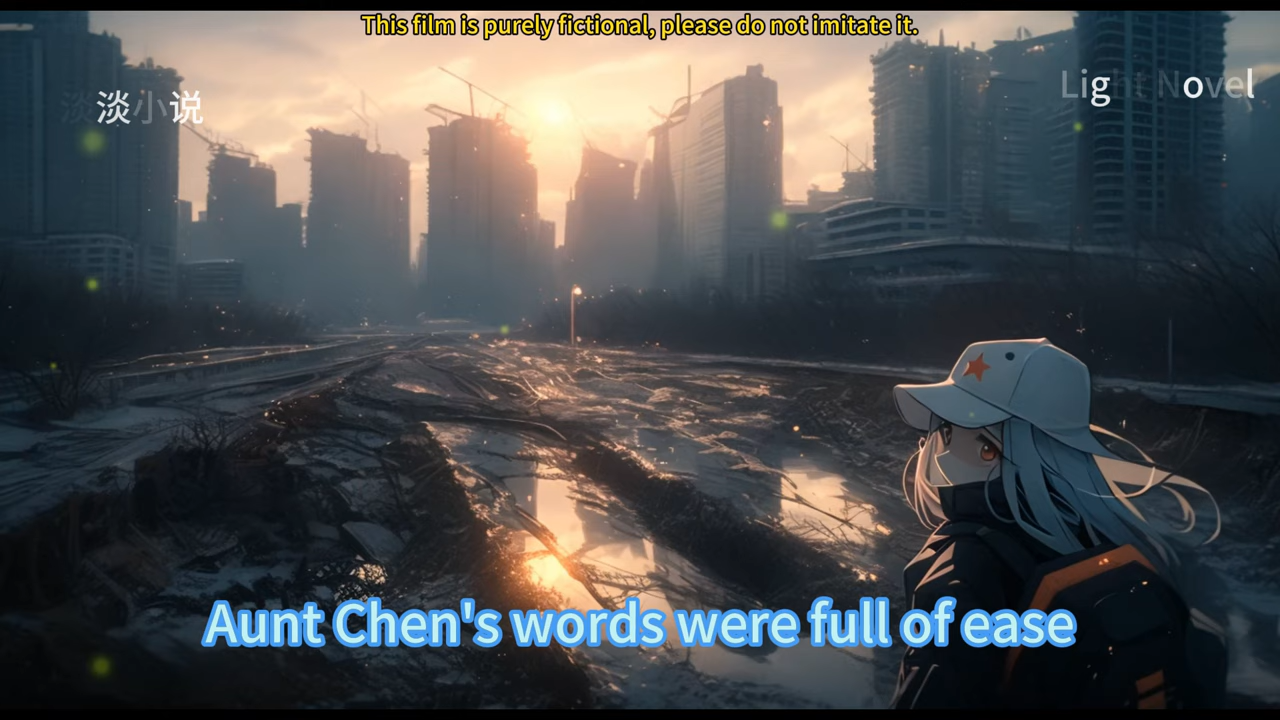 This film is purely fictional, please do not imitate it.
淡淡小说
Light Novel
Aunt Chen's words were full of ease